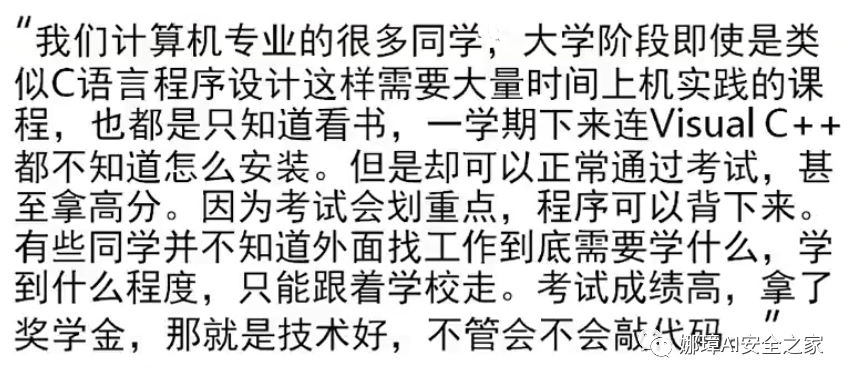 “我们计算机专业的很多同学，大学阶段即使是类
似C语言程序设计这样需要大量时间上机实践的课
程，也都是只知道看书，一学期下来连Visual C++
都不知道怎么安装。但是却可以正常通过考试，甚
至拿高分。因为考试会划重点，程序可以背下来。
有些同学并不知道外面找工作到底需要学什么，学
到什么程度，只能跟着学校走。考试成绩高，拿了
奖学金，那就是技术好，不管会不会敲代码。”
娜璋AI安全之家